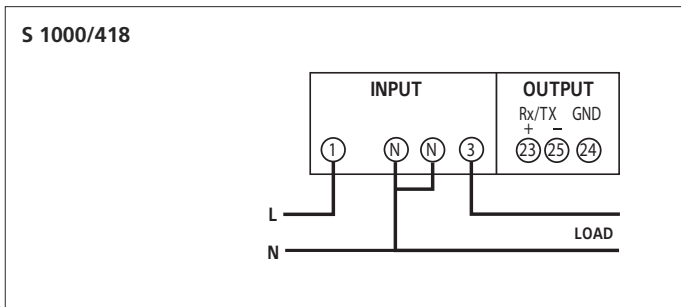 S 1000/418
INPUT
OUTPUT
Rx/TX GND
+ −
1 N N 3 23 25 24
L
LOAD
N